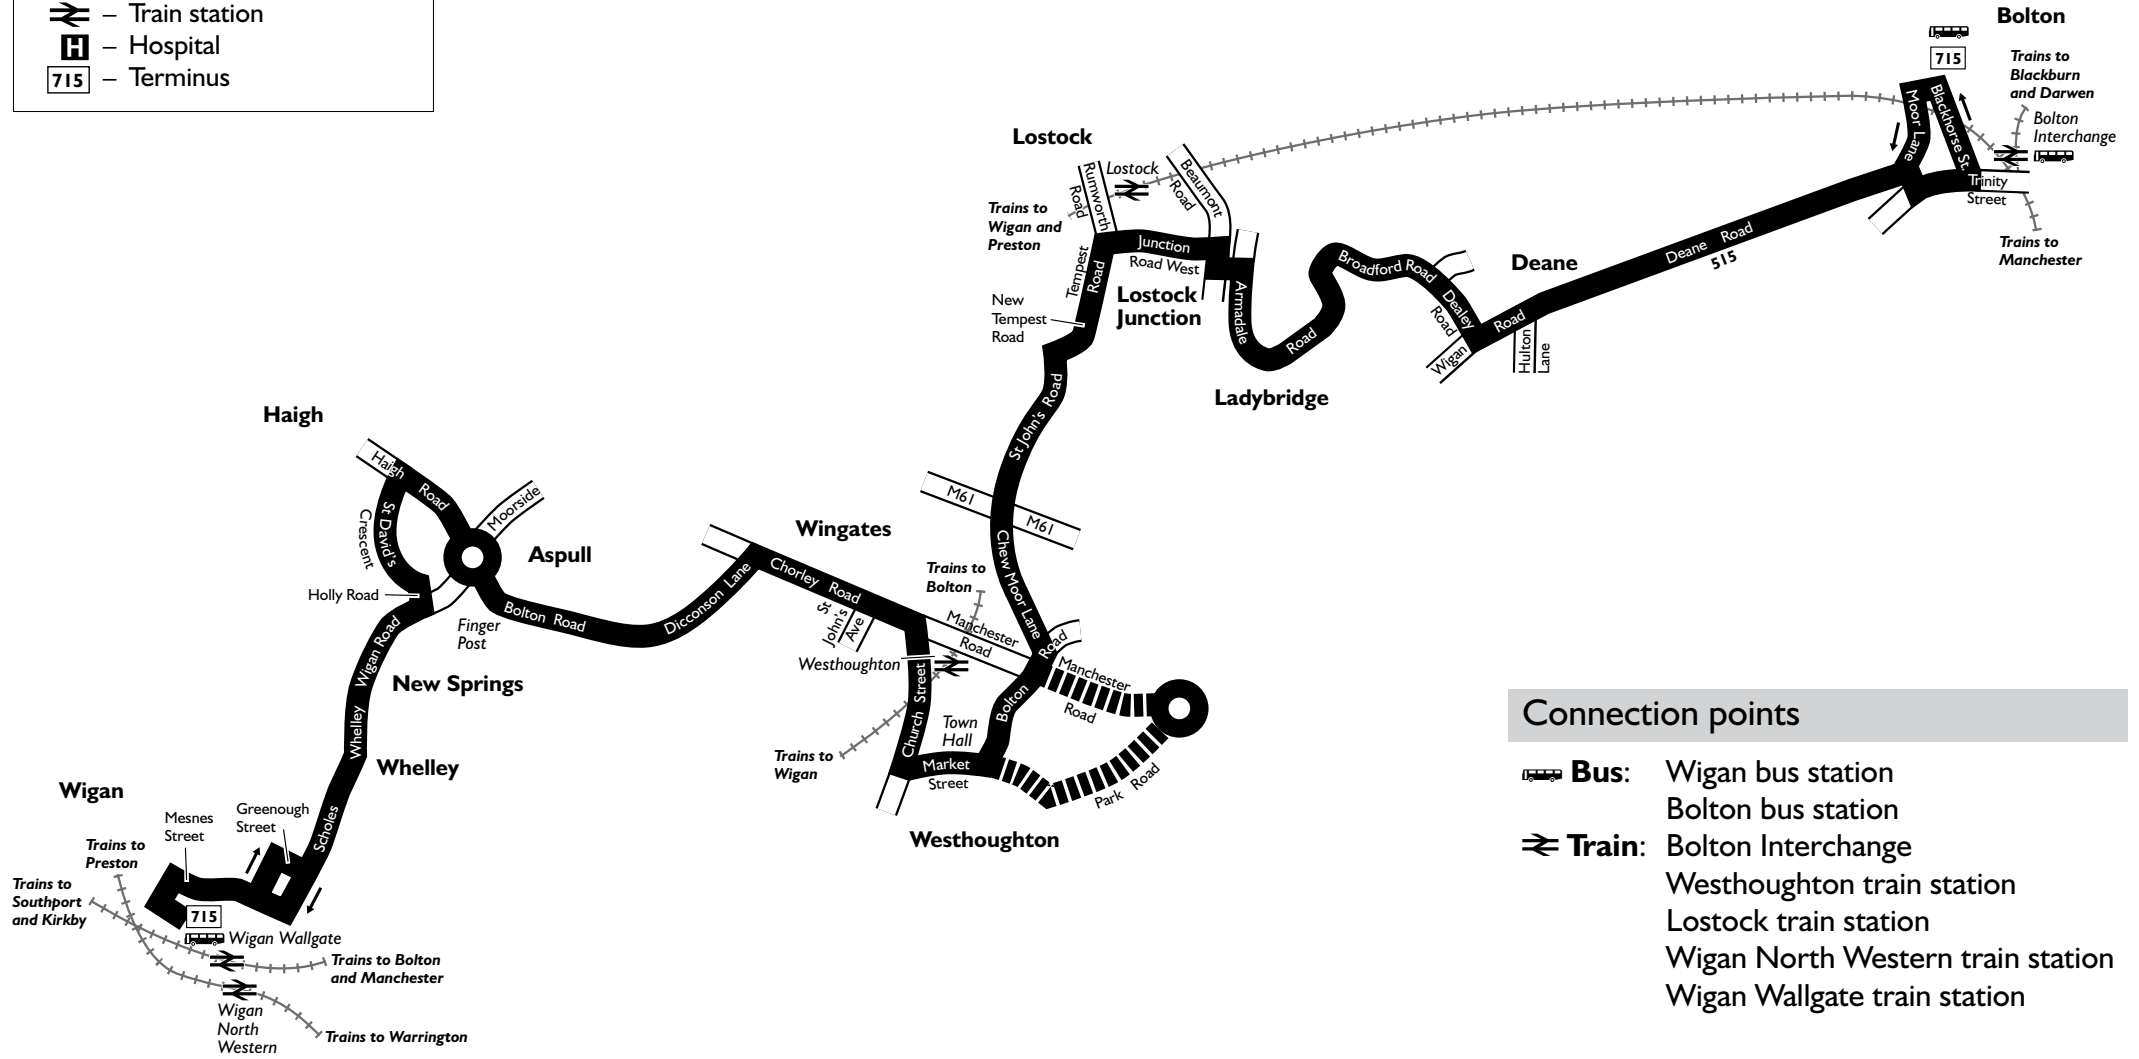 – Train station
H – Hospital
715 – Terminus
Bolton
715
Trains to
Blackburn
and Darwen
Bolton
Interchange
Moor Lane
Blackhorse St.
Trinity
Street
Trains to
Manchester
Lostock
Lostock
Rumworth
Road
Beaumont
Road
Trains to
Wigan and
Preston
Junction
Road West
Tempest
Road
New
Tempest
Road
Lostock
Junction
Armadale
Road
Broadford Road
Dealey
Road
Deane
Deane Road
515
Road
Wigan
Hulton
Lane
Ladybridge
St John's Road
M61
M61
Chew Moor Lane
Haigh
Haigh
Road
Moorside
St David's
Crescent
Aspull
Holly Road
Finger
Post
Bolton Road
Dicconson Lane
Wingates
Chorley Road
St
John's
Ave
Trains to
Bolton
Manchester
Road
Road
Bolton
Manchester
Road
Westhoughton
Church Street
Town
Hall
Market
Street
Park Road
Trains to
Wigan
Westhoughton
Wigan Road
New Springs
Whelley
Whelley
Scholes
Wigan
Mesnes
Street
Greenough
Street
Trains to
Preston
Trains to
Southport
and Kirkby
715
Wigan Wallgate
Trains to Bolton
and Manchester
Wigan
North
Western
Trains to Warrington
Connection points
Bus: Wigan bus station
Bolton bus station
Train: Bolton Interchange
Westhoughton train station
Lostock train station
Wigan North Western train station
Wigan Wallgate train station